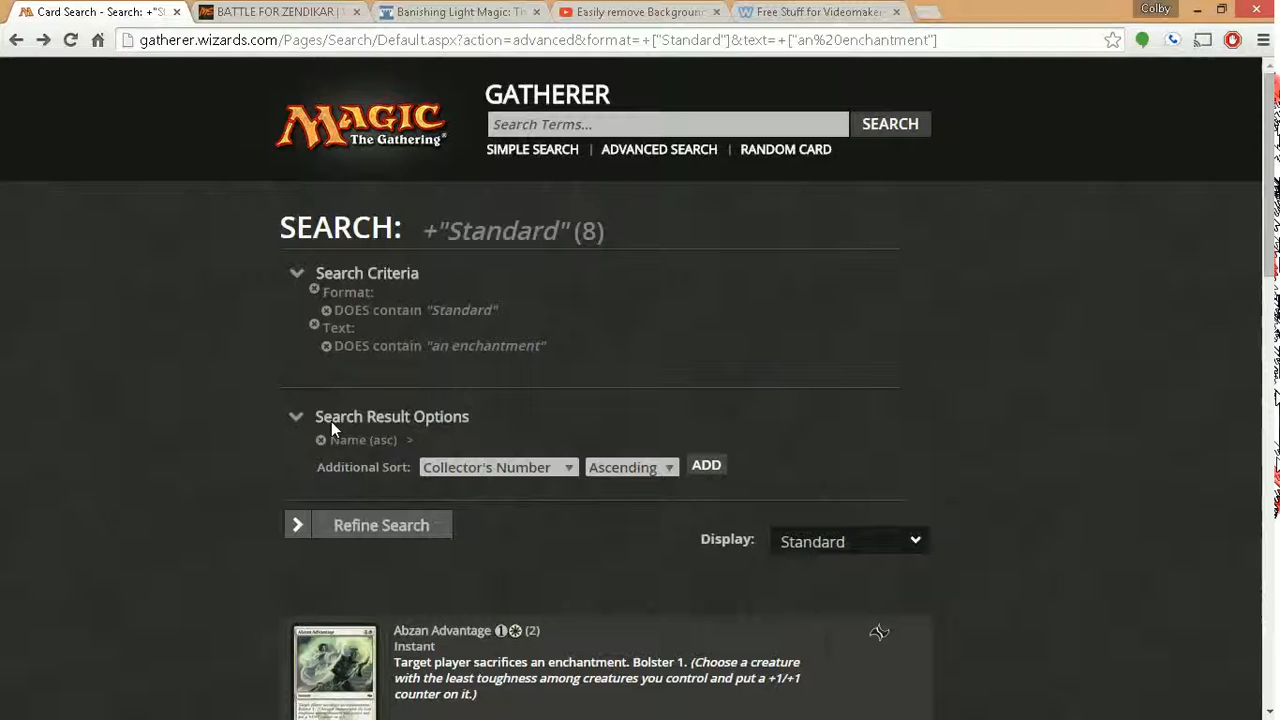 Card Search - Search: +"St
BATTLE FOR ZENDIKAR |
Banishing Light Magic: Th
Easily remove Backgroun
Free Stuff for Videomaker
Colby
gatherer.wizards.com/Pages/Search/Default.aspx?action=advanced&format=+["Standard"]&text=+["an%20enchantment"]
MAGIC
The Gathering®
GATHERER
Search Terms...
SEARCH
SIMPLE SEARCH | ADVANCED SEARCH | RANDOM CARD
SEARCH: +"Standard" (8)
Search Criteria
Format:
DOES contain "Standard"
Text:
DOES contain "an enchantment"
Search Result Options
Name (asc) >
Additional Sort: Collector's Number Ascending ADD
Refine Search
Display: Standard
Abzan Advantage 1 (2)
Instant
Target player sacrifices an enchantment. Bolster 1. (Choose a creature
with the least toughness among creatures you control and put a +1/+1
counter on it.)
Abzan Advantage